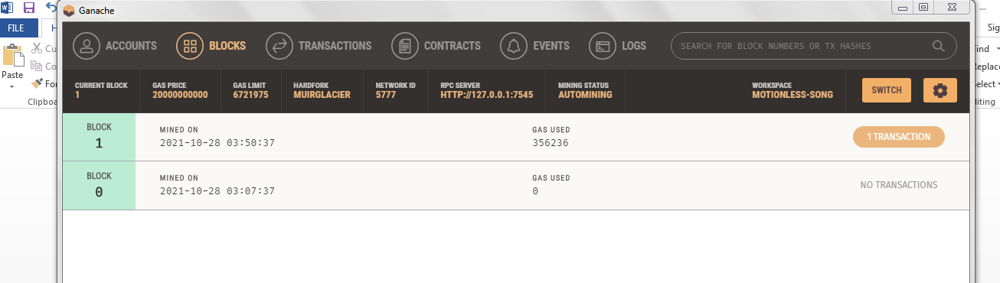 Ganache
FILE
H
Sig
ACCOUNTS
BLOCKS
TRANSACTIONS
CONTRACTS
EVENTS
LOGS
SEARCH FOR BLOCK NUMBERS OR TX HASHES
Cu
Co
For
Paste
Clipboa
ind
eplace
elect
iting
CURRENT BLOCK
1
GAS PRICE
20000000000
GAS LIMIT
6721975
HARDFORK
MUIRGLACIER
NETWORK ID
5777
RPC SERVER
HTTP://127.0.0.1:7545
MINING STATUS
AUTOMINING
WORKSPACE
MOTIONLESS-SONG
SWITCH
BLOCK
1
MINED ON
2021-10-28 03:50:37
GAS USED
356236
1 TRANSACTION
BLOCK
0
MINED ON
2021-10-28 03:07:37
GAS USED
0
NO TRANSACTIONS